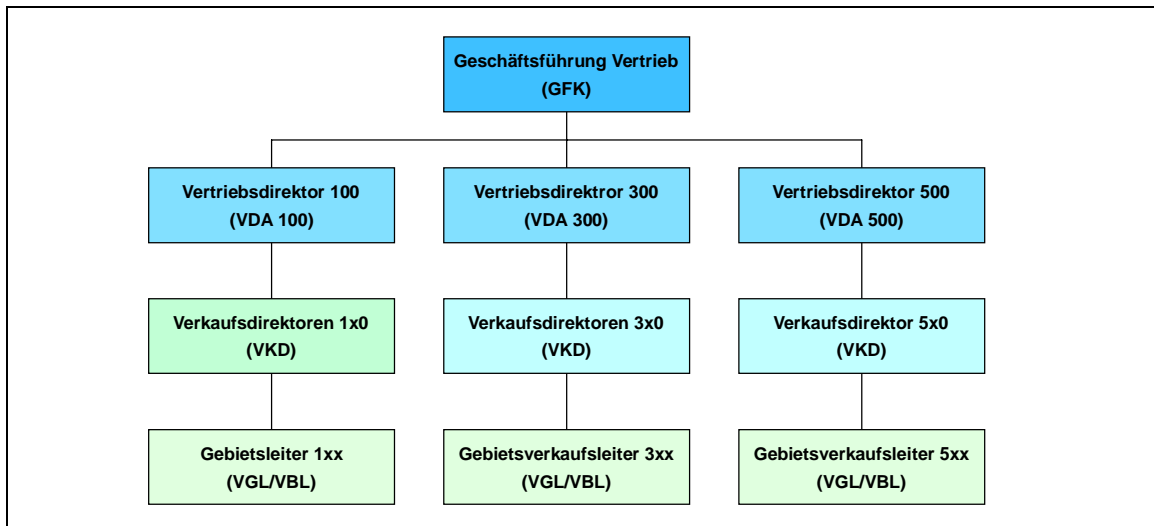 Geschäftsführung Vertrieb
(GFK)
Vertriebsdirektor 100
(VDA 100)
Vertriebsdirektror 300
(VDA 300)
Vertriebsdirektor 500
(VDA 500)
Verkaufsdirektoren 1x0
(VKD)
Verkaufsdirektoren 3x0
(VKD)
Verkaufsdirektor 5x0
(VKD)
Gebietsleiter 1xx
(VGL/VBL)
Gebietsverkaufsleiter 3xx
(VGL/VBL)
Gebietsverkaufsleiter 5xx
(VGL/VBL)